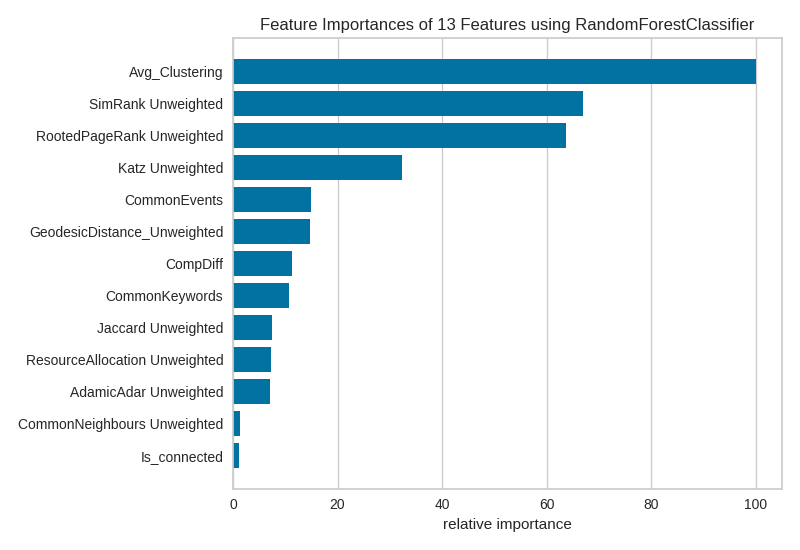 Feature Importances of 13 Features using RandomForestClassifier
Avg_Clustering
SimRank Unweighted
RootedPageRank Unweighted
Katz Unweighted
CommonEvents
GeodesicDistance_Unweighted
CompDiff
CommonKeywords
Jaccard Unweighted
ResourceAllocation Unweighted
AdamicAdar Unweighted
CommonNeighbours Unweighted
Is_connected
0 20 40 60 80 100
relative importance